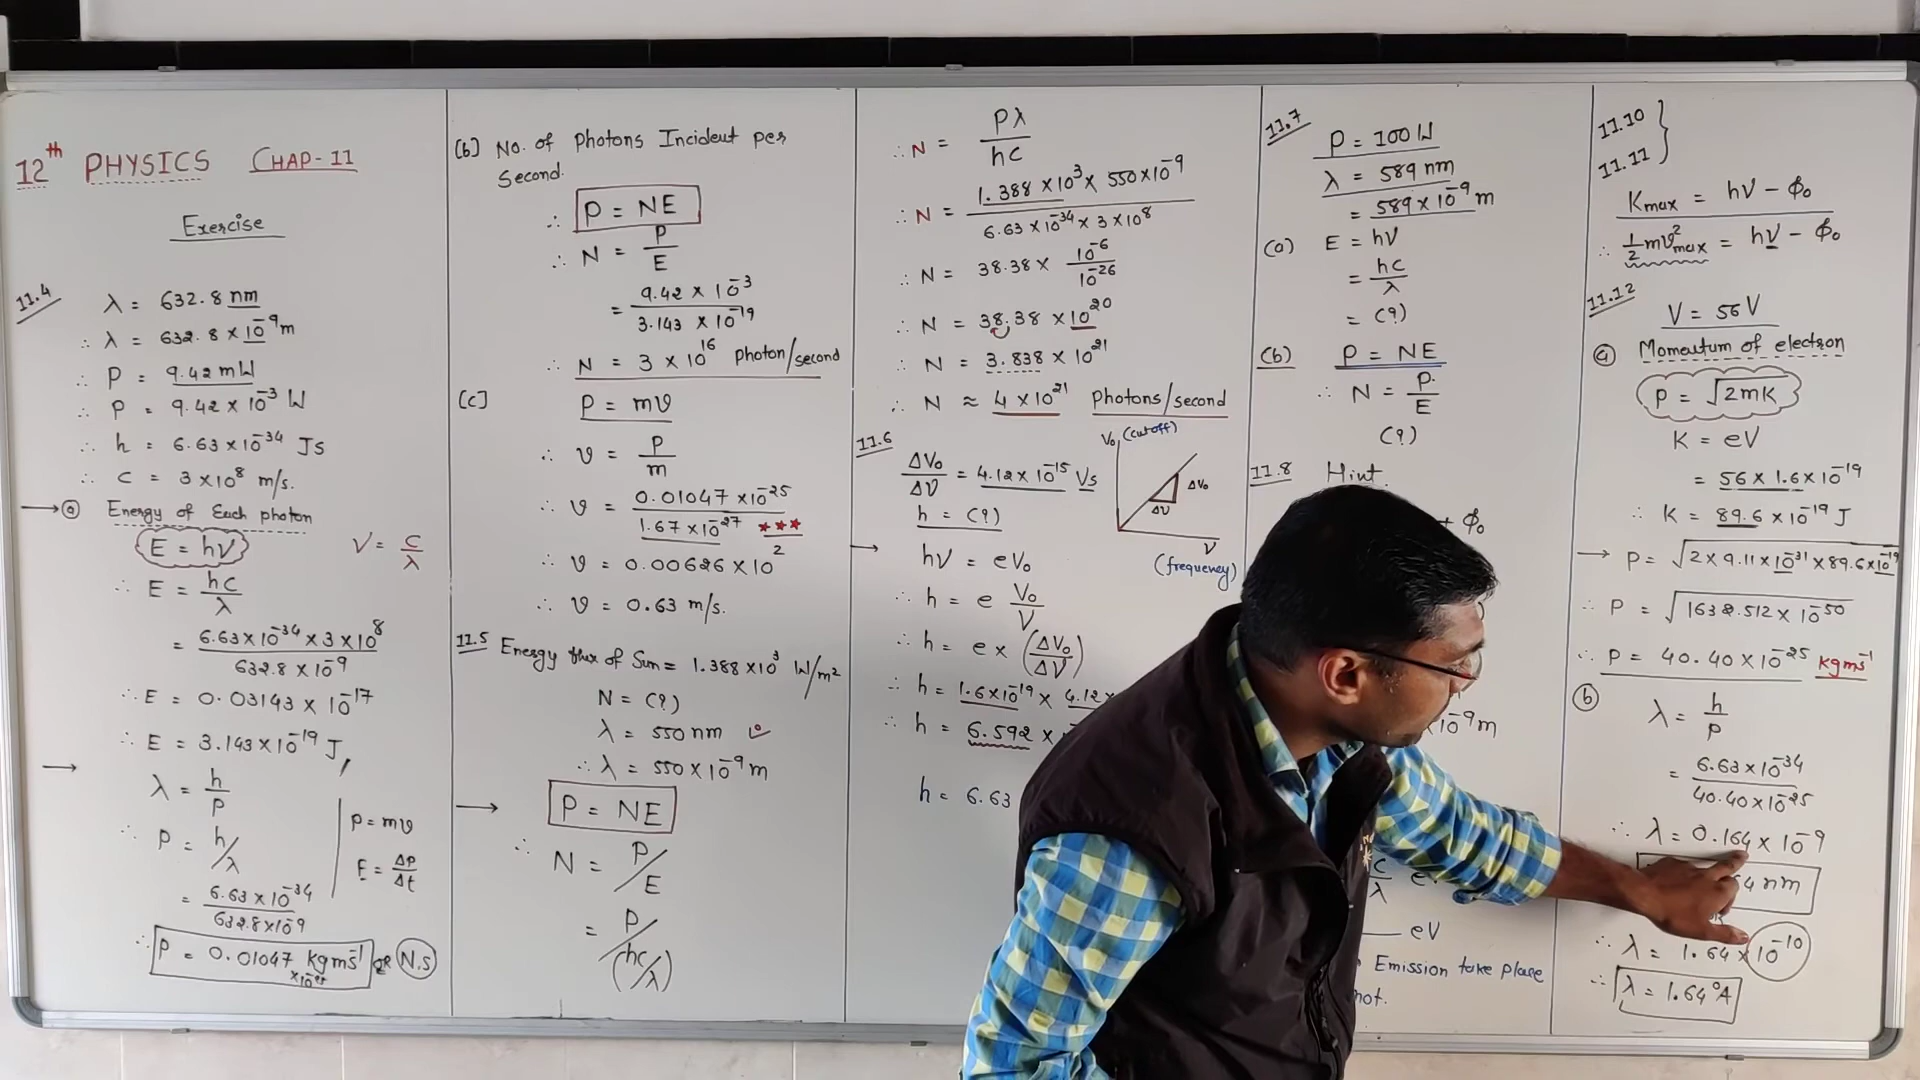 12th PHYSICS CHAP-11
Exercise
11.4
λ = 632.8 nm
∴ λ = 632.8 × 10⁻⁹ m
∴ P = 9.42 mW
∴ P = 9.42 × 10⁻³ W
∴ h = 6.63 × 10⁻³⁴ Js
∴ C = 3 × 10⁸ m/s.
→ (a) Energy of Each photon
E = hν ν = c/λ
∴ E = hc/λ
= 6.63 × 10⁻³⁴ × 3 × 10⁸ / 632.8 × 10⁻⁹
∴ E = 0.03143 × 10⁻¹⁷
∴ E = 3.143 × 10⁻¹⁹ J,
→ λ = h/p
p = mv
∴ P = h/λ
E = Δp/Δt
= 6.63 × 10⁻³⁴ / 632.8 × 10⁻⁹
∴ P = 0.01047 × 10⁻²⁵ kgms⁻¹ or N.S
(b) No. of Photons Incident per
Second.
∴ P = NE
∴ N = P/E
= 9.42 × 10⁻³ / 3.143 × 10⁻¹⁹
∴ N = 3 × 10¹⁶ Photon/second
(c) P = mv
∴ v = P/m
∴ v = 0.01047 × 10⁻²⁵ / 1.67 × 10⁻²⁷ ***
∴ v = 0.00626 × 10²
∴ v = 0.63 m/s.
11.5 Energy flux of Sun = 1.388 × 10³ W/m²
N = (?)
λ = 550 nm
∴ λ = 550 × 10⁻⁹ m
→ P = NE
∴ N = P/E
= P/(hc/λ)
∴ N = Pλ/hc
∴ N = 1.388 × 10³ × 550 × 10⁻⁹ / 6.63 × 10⁻³⁴ × 3 × 10⁸
∴ N = 38.38 × 10⁻⁶/10⁻²⁶
∴ N = 38.38 × 10²⁰
∴ N = 3.838 × 10²¹
∴ N ≈ 4 × 10²¹ Photons/second
11.6
V₀ (cutoff)
ΔV₀/Δν = 4.12 × 10⁻¹⁵ Vs
ΔV₀
Δν
h = (?)
ν
(frequency)
→ hν = eV₀
∴ h = e V₀/ν
∴ h = e × (ΔV₀/Δν)
∴ h = 1.6 × 10⁻¹⁹ × 4.12 ×
∴ h = 6.592 ×
h = 6.63
11.7
P = 100 W
λ = 589 nm
= 589 × 10⁻⁹ m
(a) E = hν
= hc/λ
= (?)
(b) P = NE
∴ N = P/E
(?)
11.8 Hint.
+ φ₀
× 10⁻⁹ m
c/λ
eV
Emission take place
not.
11.10
11.11
Kmax = hν − φ₀
∴ ½mv²max = hν − φ₀
11.12
V = 56 V
(a) Momentum of electron
P = √2mK
K = eV
= 56 × 1.6 × 10⁻¹⁹
∴ K = 89.6 × 10⁻¹⁹ J
→ P = √2 × 9.11 × 10⁻³¹ × 89.6 × 10⁻¹⁹
∴ P = √1632.512 × 10⁻⁵⁰
∴ P = 40.40 × 10⁻²⁵ kgms⁻¹
(b) λ = h/p
= 6.63 × 10⁻³⁴ / 40.40 × 10⁻²⁵
∴ λ = 0.164 × 10⁻⁹
4 nm
∴ λ = 1.64 × 10⁻¹⁰
∴ λ = 1.64 °A